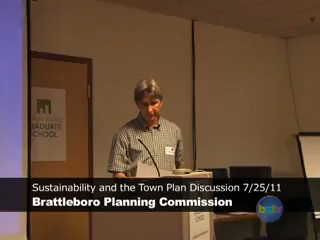 GRADUATE
SCHOOL
Sustainability and the Town Plan Discussion 7/25/11
Brattleboro Planning Commission
bctv